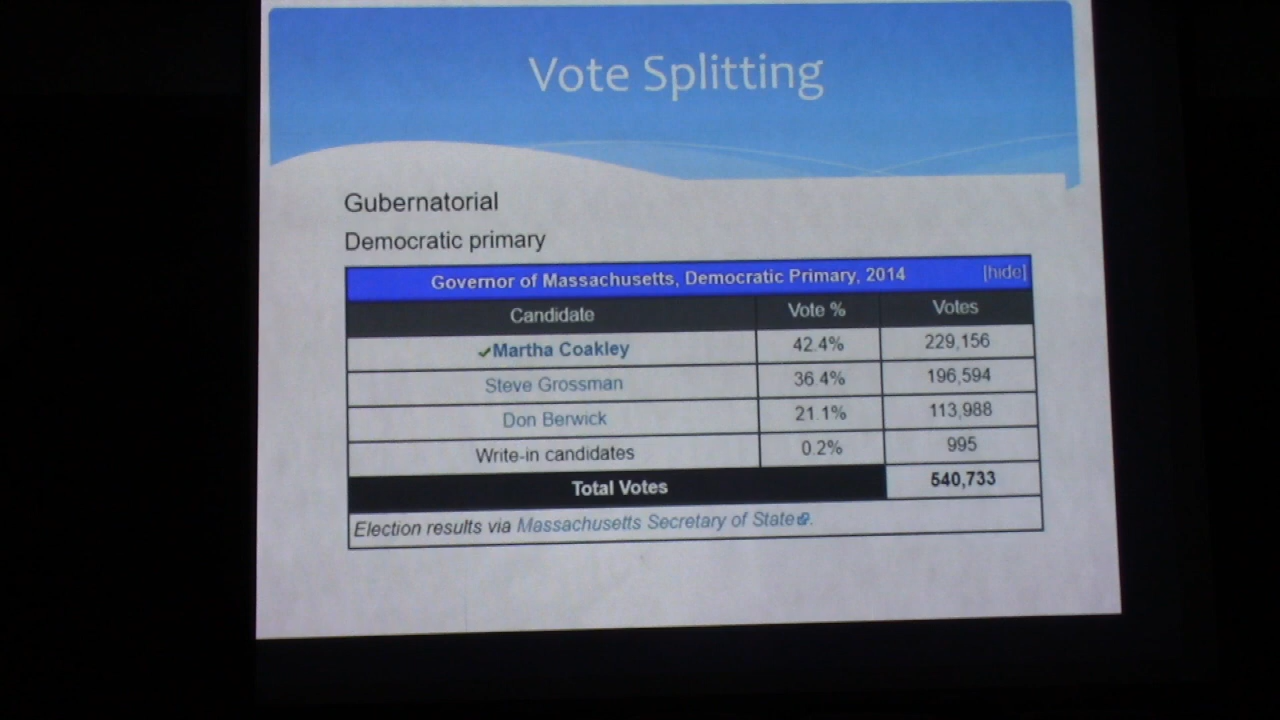 Vote Splitting
Gubernatorial
Democratic primary
Governor of Massachusetts, Democratic Primary, 2014 [hide]
Candidate Vote % Votes
Martha Coakley 42.4% 229,156
Steve Grossman 36.4% 196,594
Don Berwick 21.1% 113,988
Write-in candidates 0.2% 995
Total Votes 540,733
Election results via Massachusetts Secretary of State.